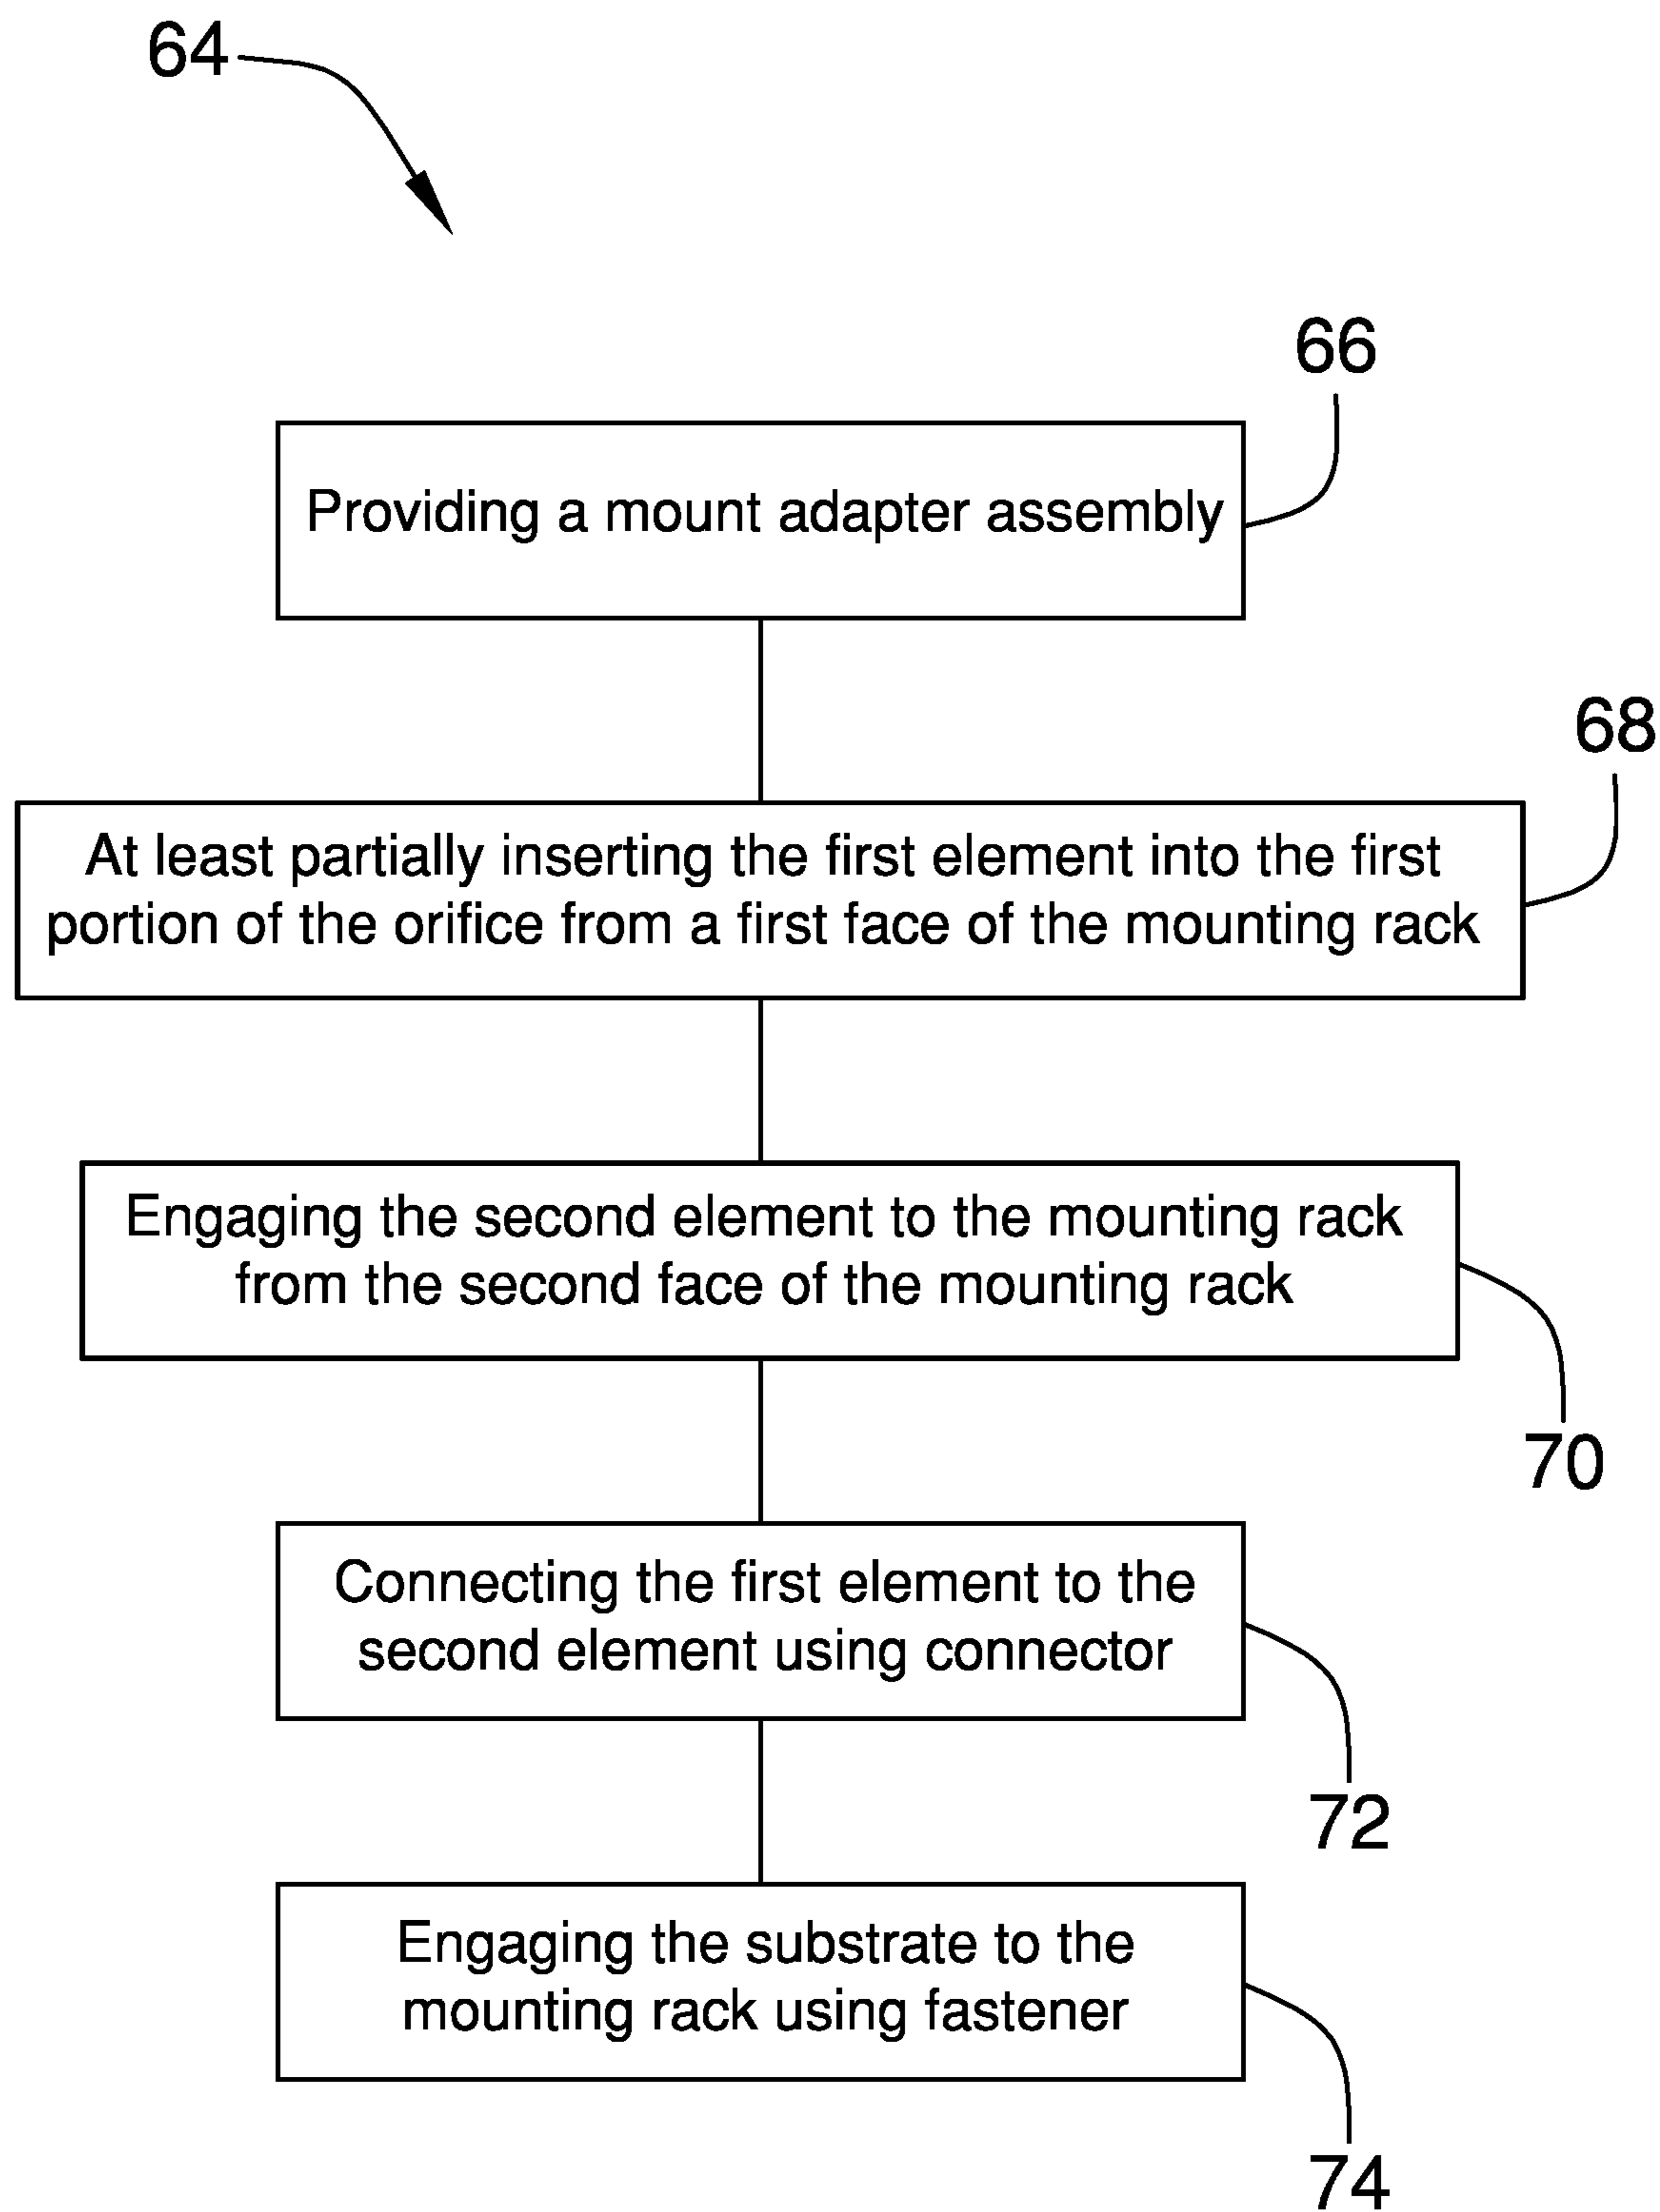 64
66
Providing a mount adapter assembly
68
At least partially inserting the first element into the first
portion of the orifice from a first face of the mounting rack
Engaging the second element to the mounting rack
from the second face of the mounting rack
70
Connecting the first element to the
second element using connector
72
Engaging the substrate to the
mounting rack using fastener
74